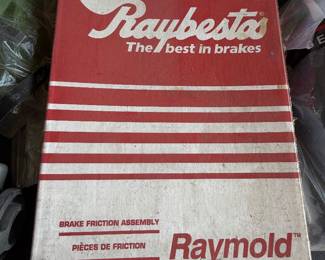 Raybestos
The best in brakes
BRAKE FRICTION ASSEMBLY
PIÈCES DE FRICTION
Raymold™